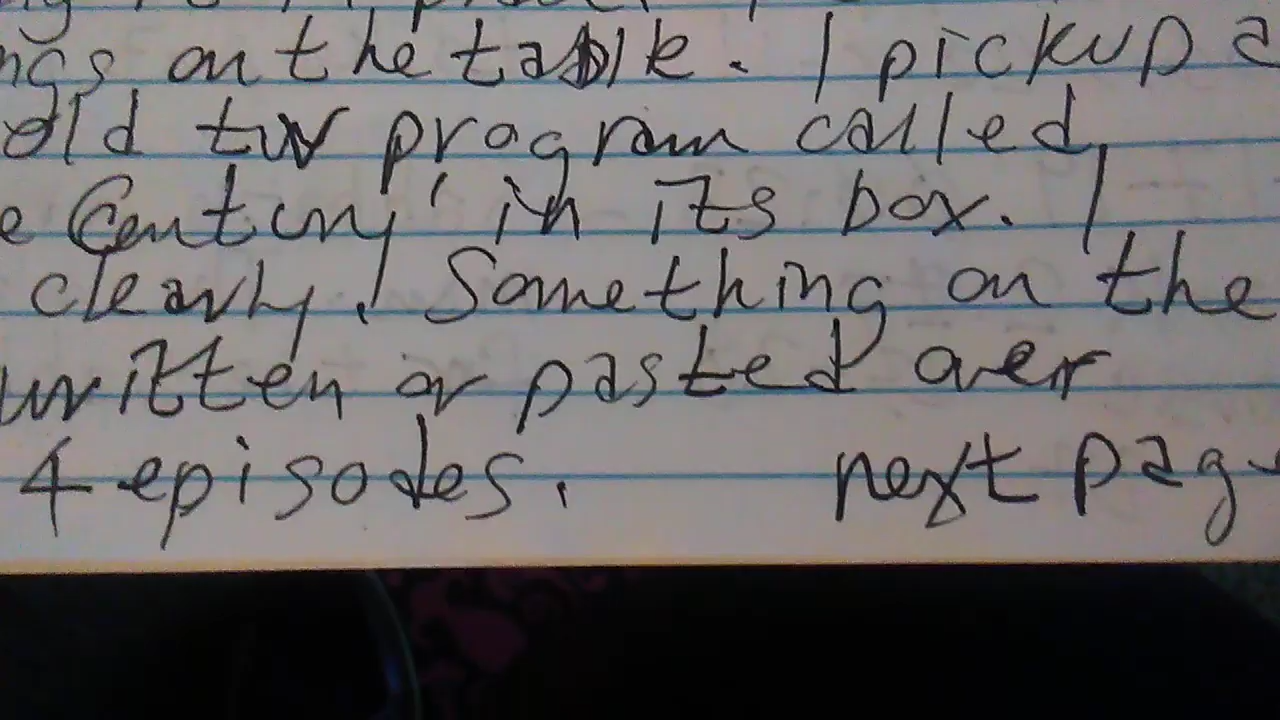 ngs on the table. I pickup a
old tv program called,
e Century' in its box. I
clearly! Something on the
written or pasted over
4 episodes. next pag